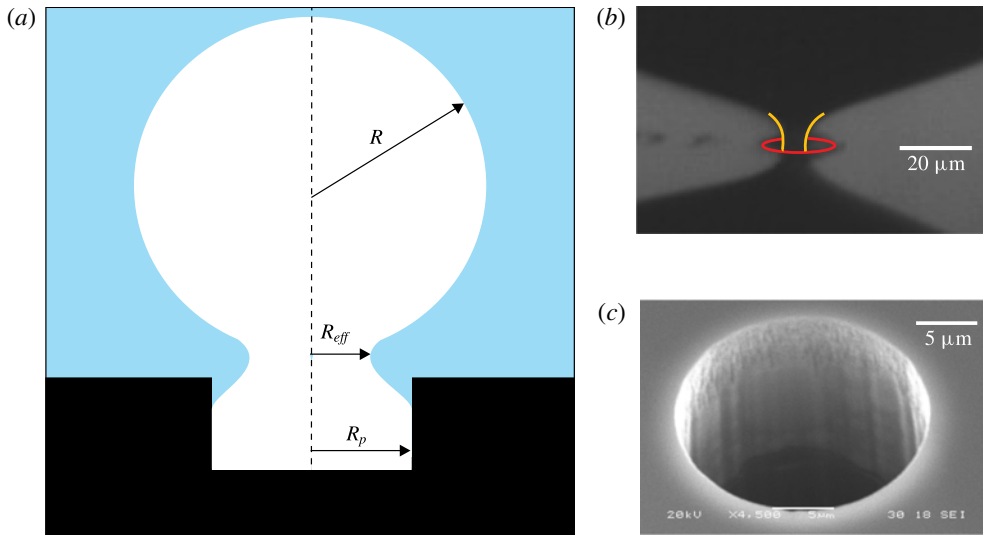 (a)
R
R_eff
R_p
(b)
20 μm
(c)
5 μm
20kV X4,500 5μm 30 18 SEI